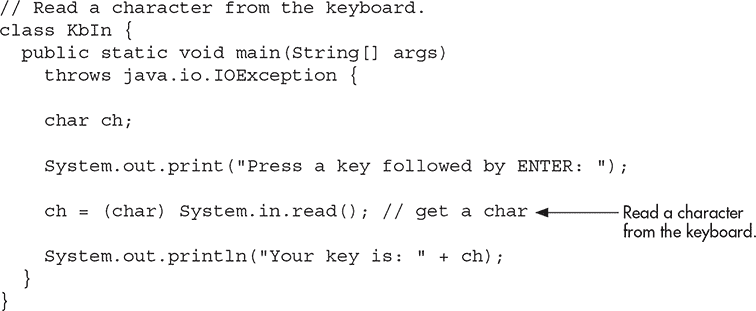 // Read a character from the keyboard.
class KbIn {
  public static void main(String[] args)
    throws java.io.IOException {

    char ch;

    System.out.print("Press a key followed by ENTER: ");

    ch = (char) System.in.read(); // get a char
Read a character
from the keyboard.

    System.out.println("Your key is: " + ch);
  }
}